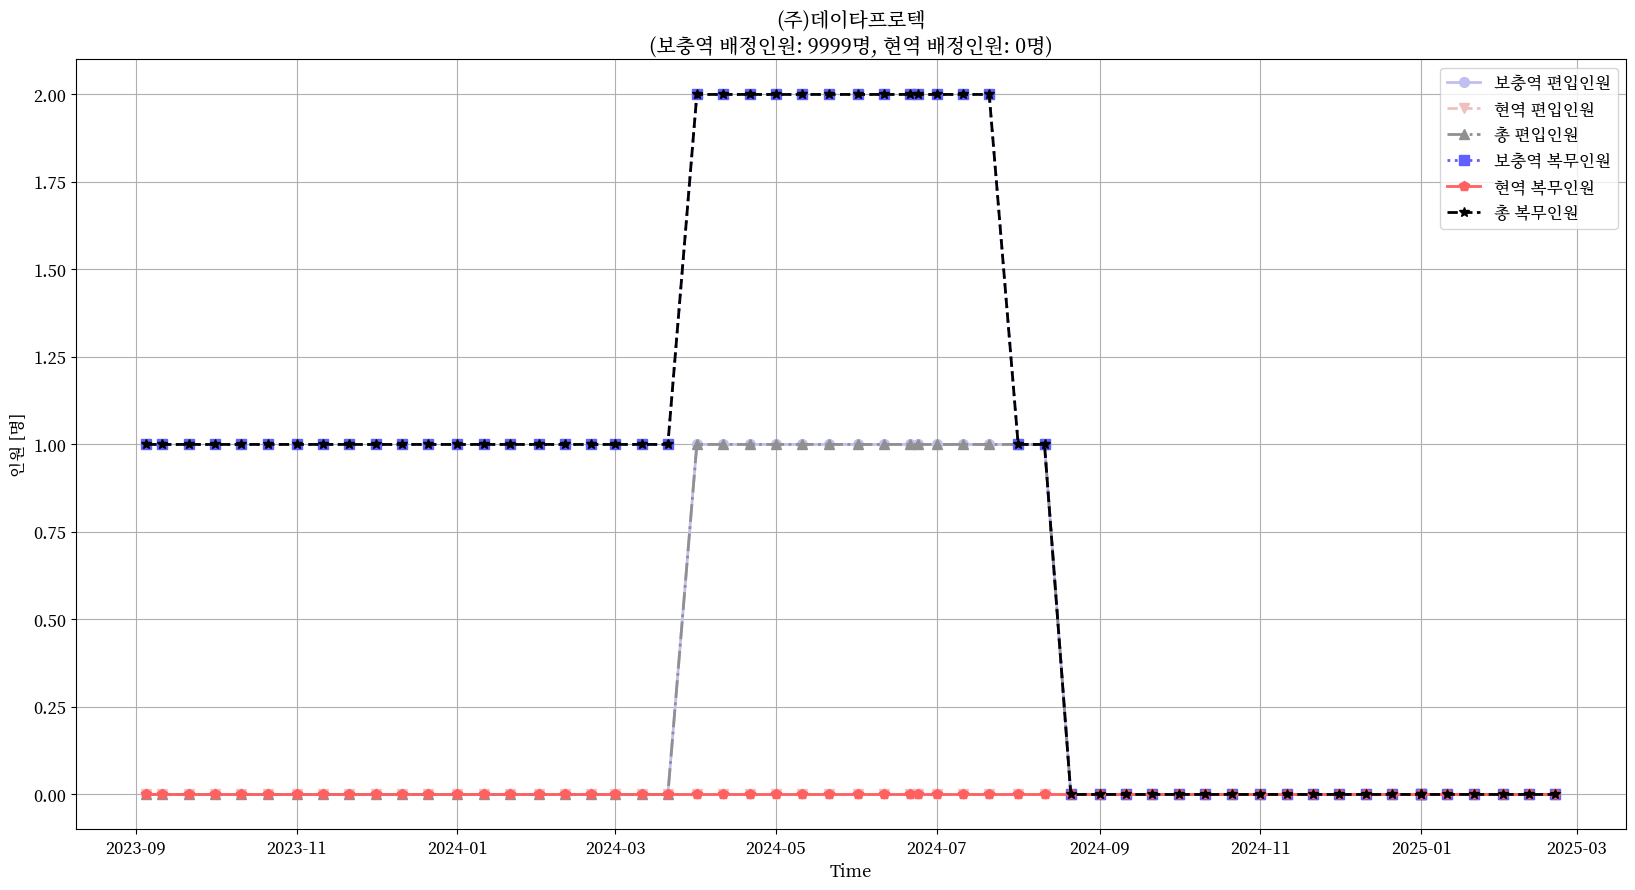 (주)데이타프로텍
(보충역 배정인원: 9999명, 현역 배정인원: 0명)
보충역 편입인원
현역 편입인원
총 편입인원
보충역 복무인원
현역 복무인원
총 복무인원
인원 [명]
2.00
1.75
1.50
1.25
1.00
0.75
0.50
0.25
0.00
2023-09
2023-11
2024-01
2024-03
2024-05
2024-07
2024-09
2024-11
2025-01
2025-03
Time